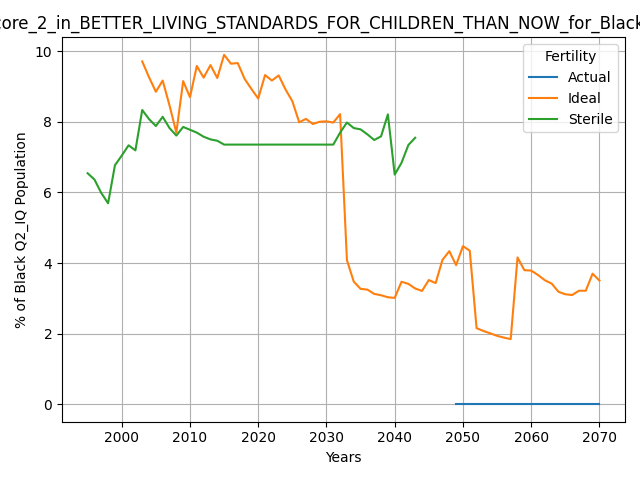 core_2_in_BETTER_LIVING_STANDARDS_FOR_CHILDREN_THAN_NOW_for_Black
Fertility
Actual
Ideal
Sterile
% of Black Q2_IQ Population
10
8
6
4
2
0
2000 2010 2020 2030 2040 2050 2060 2070
Years